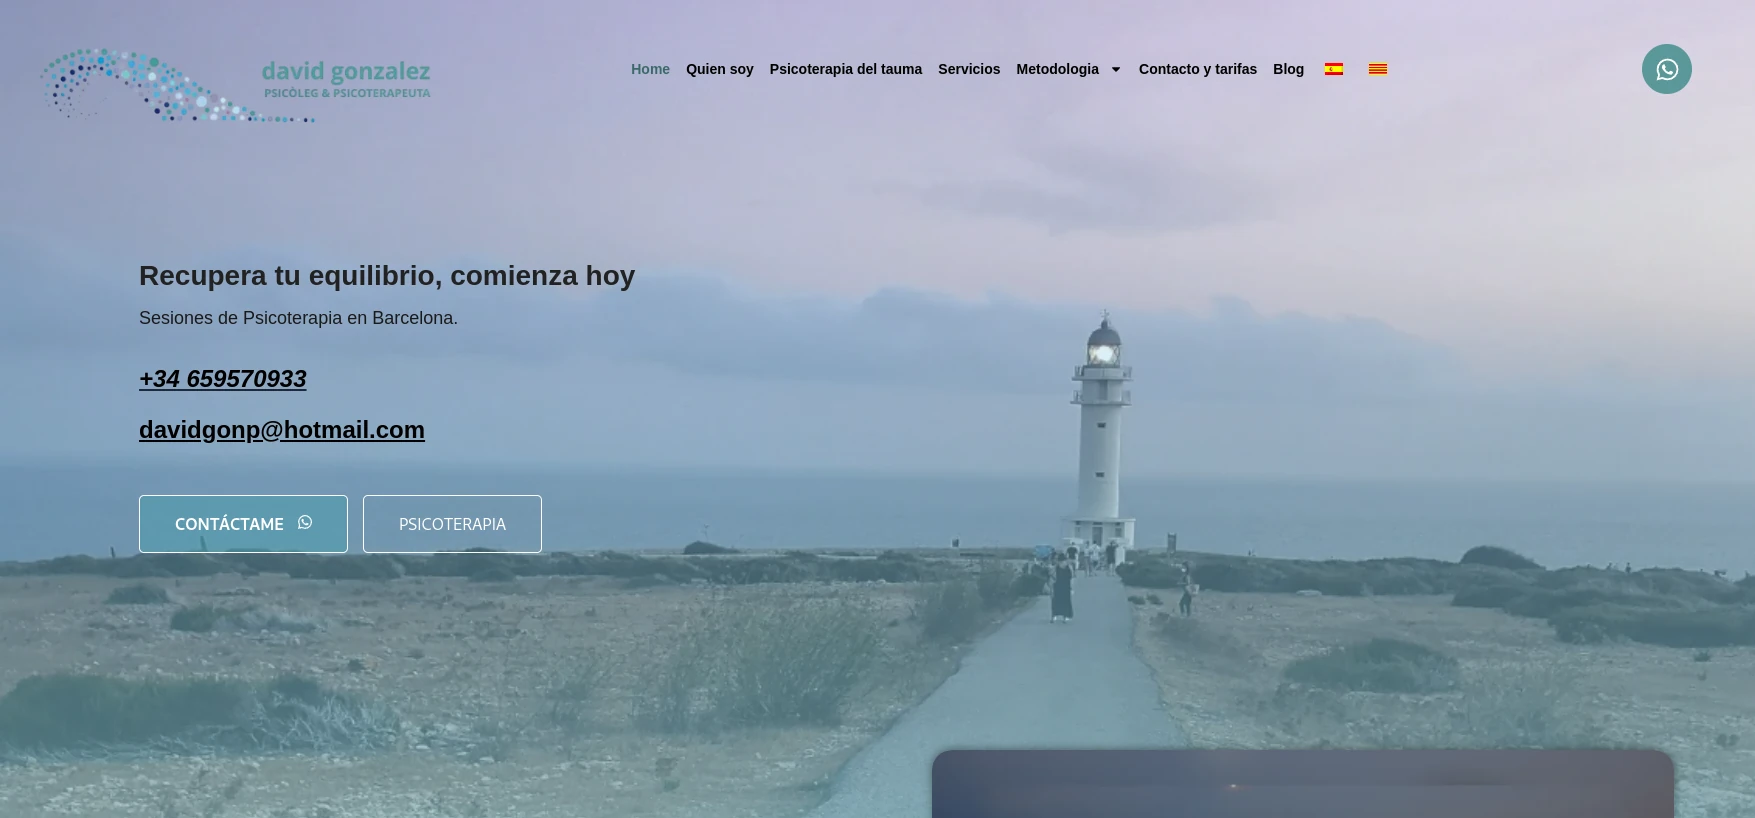 david gonzalez
PSICÒLEG & PSICOTERAPEUTA
Home Quien soy Psicoterapia del tauma Servicios Metodologia Contacto y tarifas Blog
Recupera tu equilibrio, comienza hoy
Sesiones de Psicoterapia en Barcelona.
+34 659570933
davidgonp@hotmail.com
CONTÁCTAME PSICOTERAPIA